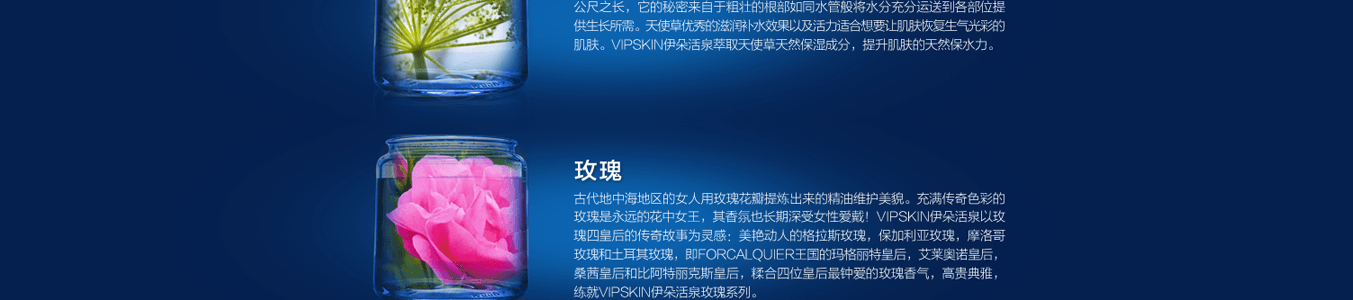 公尺之长，它的秘密来自于粗壮的根部如同水管般将水分充分运送到各部位提
供生长所需。天使草优秀的滋润补水效果以及活力适合想要让肌肤恢复生气光彩的
肌肤。VIPSKIN伊朵活泉萃取天使草天然保湿成分，提升肌肤的天然保水力。
玫瑰
古代地中海地区的女人用玫瑰花瓣提炼出来的精油维护美貌。充满传奇色彩的
玫瑰是永远的花中女王，其香氛也长期深受女性爱戴！VIPSKIN伊朵活泉以玫
瑰四皇后的传奇故事为灵感：美艳动人的格拉斯玫瑰，保加利亚玫瑰，摩洛哥
玫瑰和土耳其玫瑰，即FORCALQUIER王国的玛格丽特皇后，艾莱奥诺皇后，
桑茜皇后和比阿特丽克斯皇后，糅合四位皇后最钟爱的玫瑰香气，高贵典雅，
练就VIPSKIN伊朵活泉玫瑰系列。